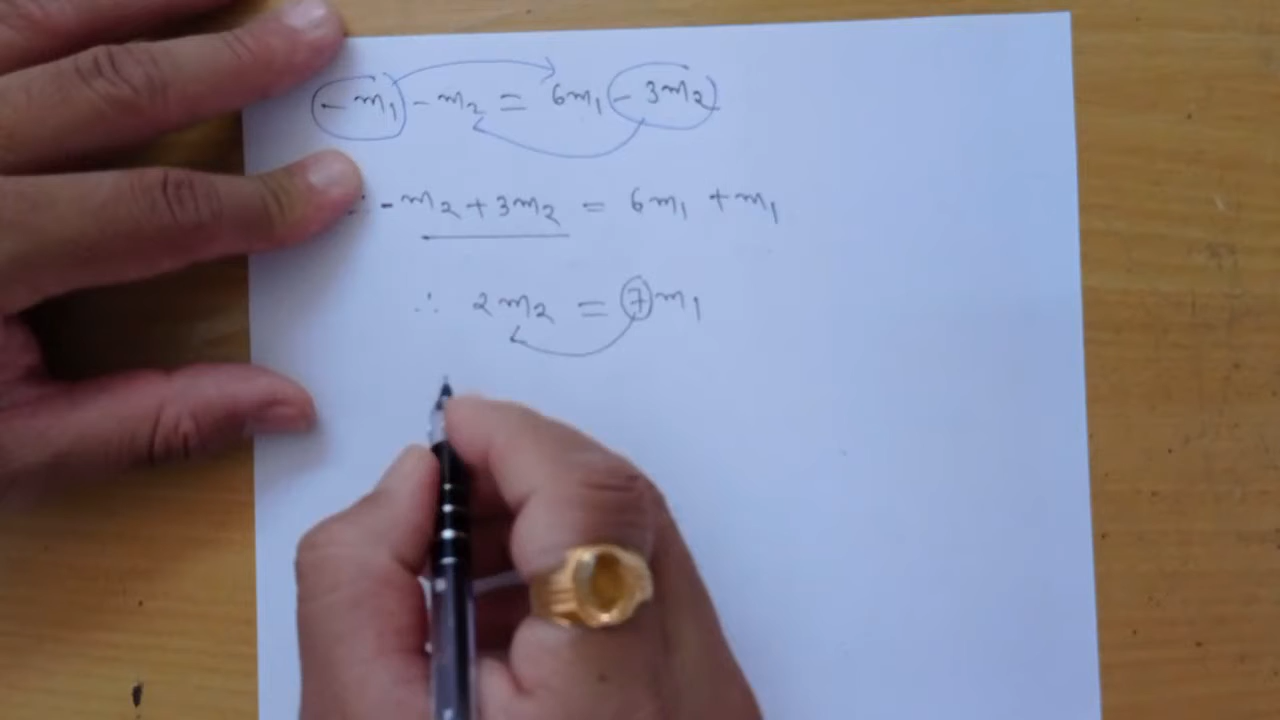 - m₁ - m₂ = 6m₁ - 3m₂
∴ - m₂ + 3m₂ = 6m₁ + m₁
∴ 2m₂ = 7m₁